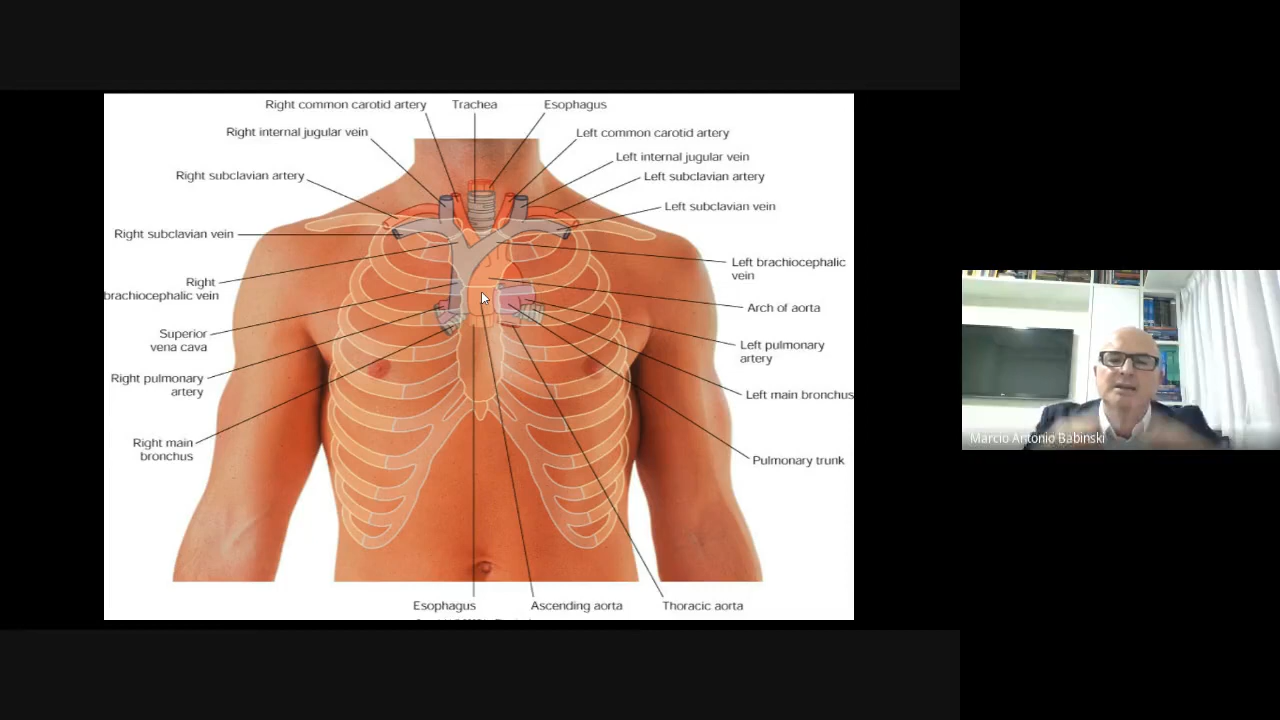 Right common carotid artery
Trachea
Esophagus
Right internal jugular vein
Left common carotid artery
Left internal jugular vein
Right subclavian artery
Left subclavian artery
Left subclavian vein
Right subclavian vein
Left brachiocephalic
vein
Right
brachiocephalic vein
Arch of aorta
Superior
vena cava
Left pulmonary
artery
Right pulmonary
artery
Left main bronchus
Right main
bronchus
Pulmonary trunk
Esophagus
Ascending aorta
Thoracic aorta
Marcio Antonio Babinski